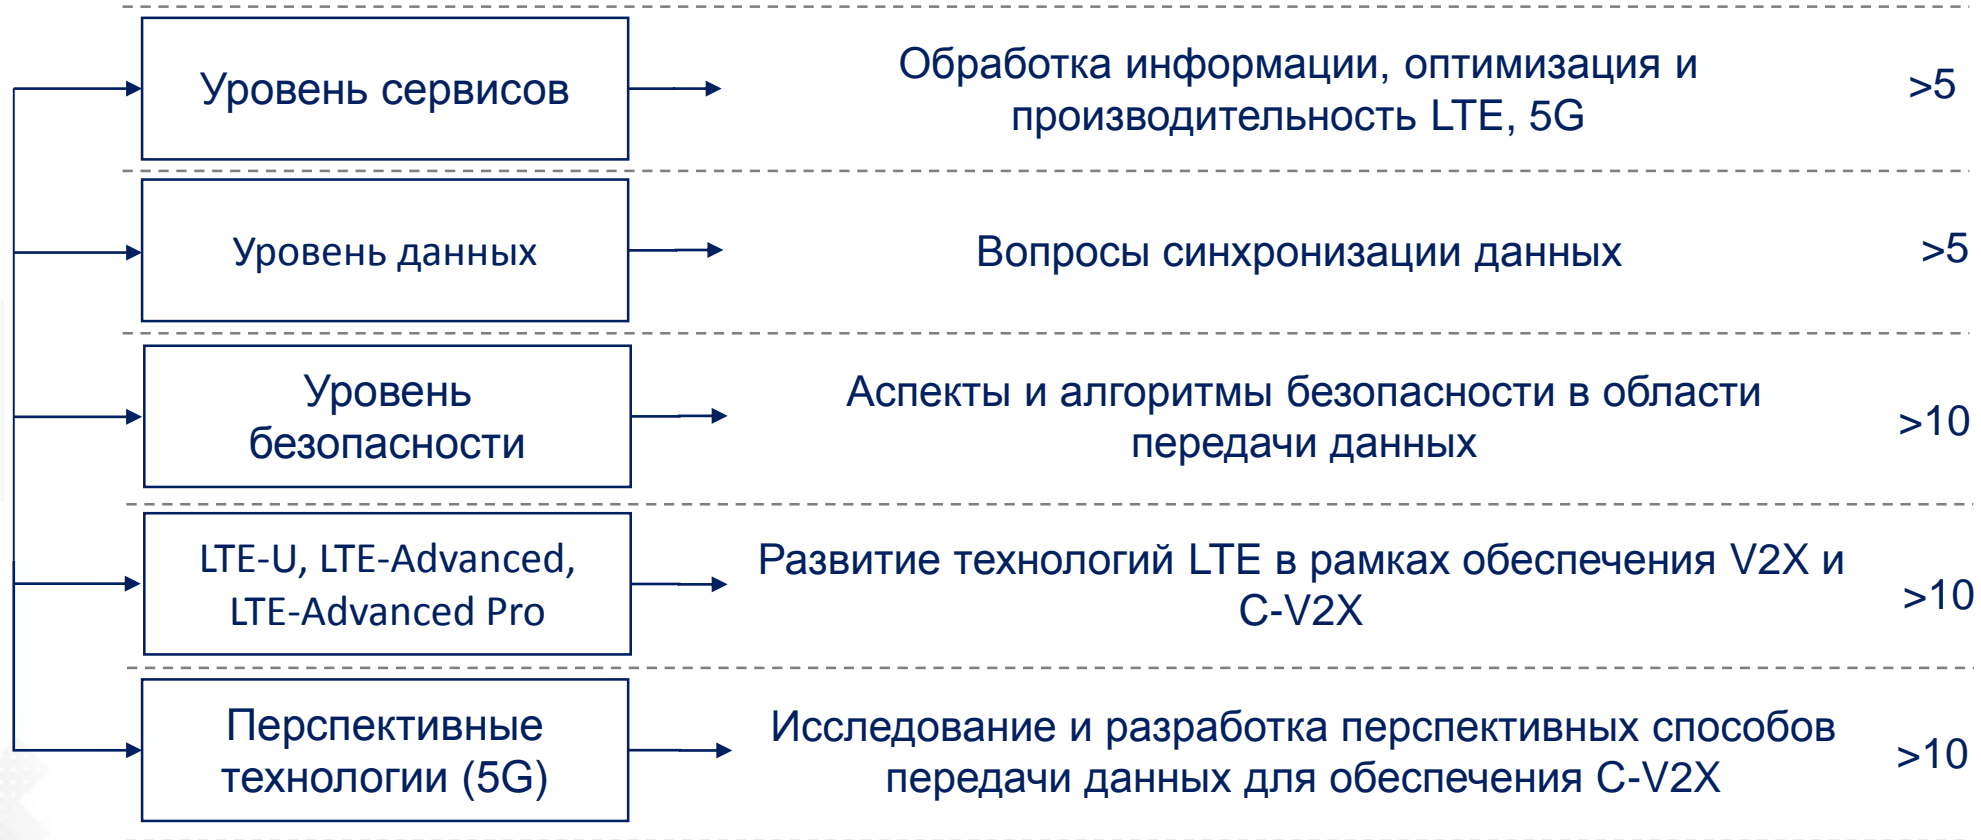 Уровень сервисов
Обработка информации, оптимизация и
производительность LTE, 5G
>5
Уровень данных
Вопросы синхронизации данных
>5
Уровень
безопасности
Аспекты и алгоритмы безопасности в области
передачи данных
>10
LTE-U, LTE-Advanced,
LTE-Advanced Pro
Развитие технологий LTE в рамках обеспечения V2X и
C-V2X
>10
Перспективные
технологии (5G)
Исследование и разработка перспективных способов
передачи данных для обеспечения C-V2X
>10